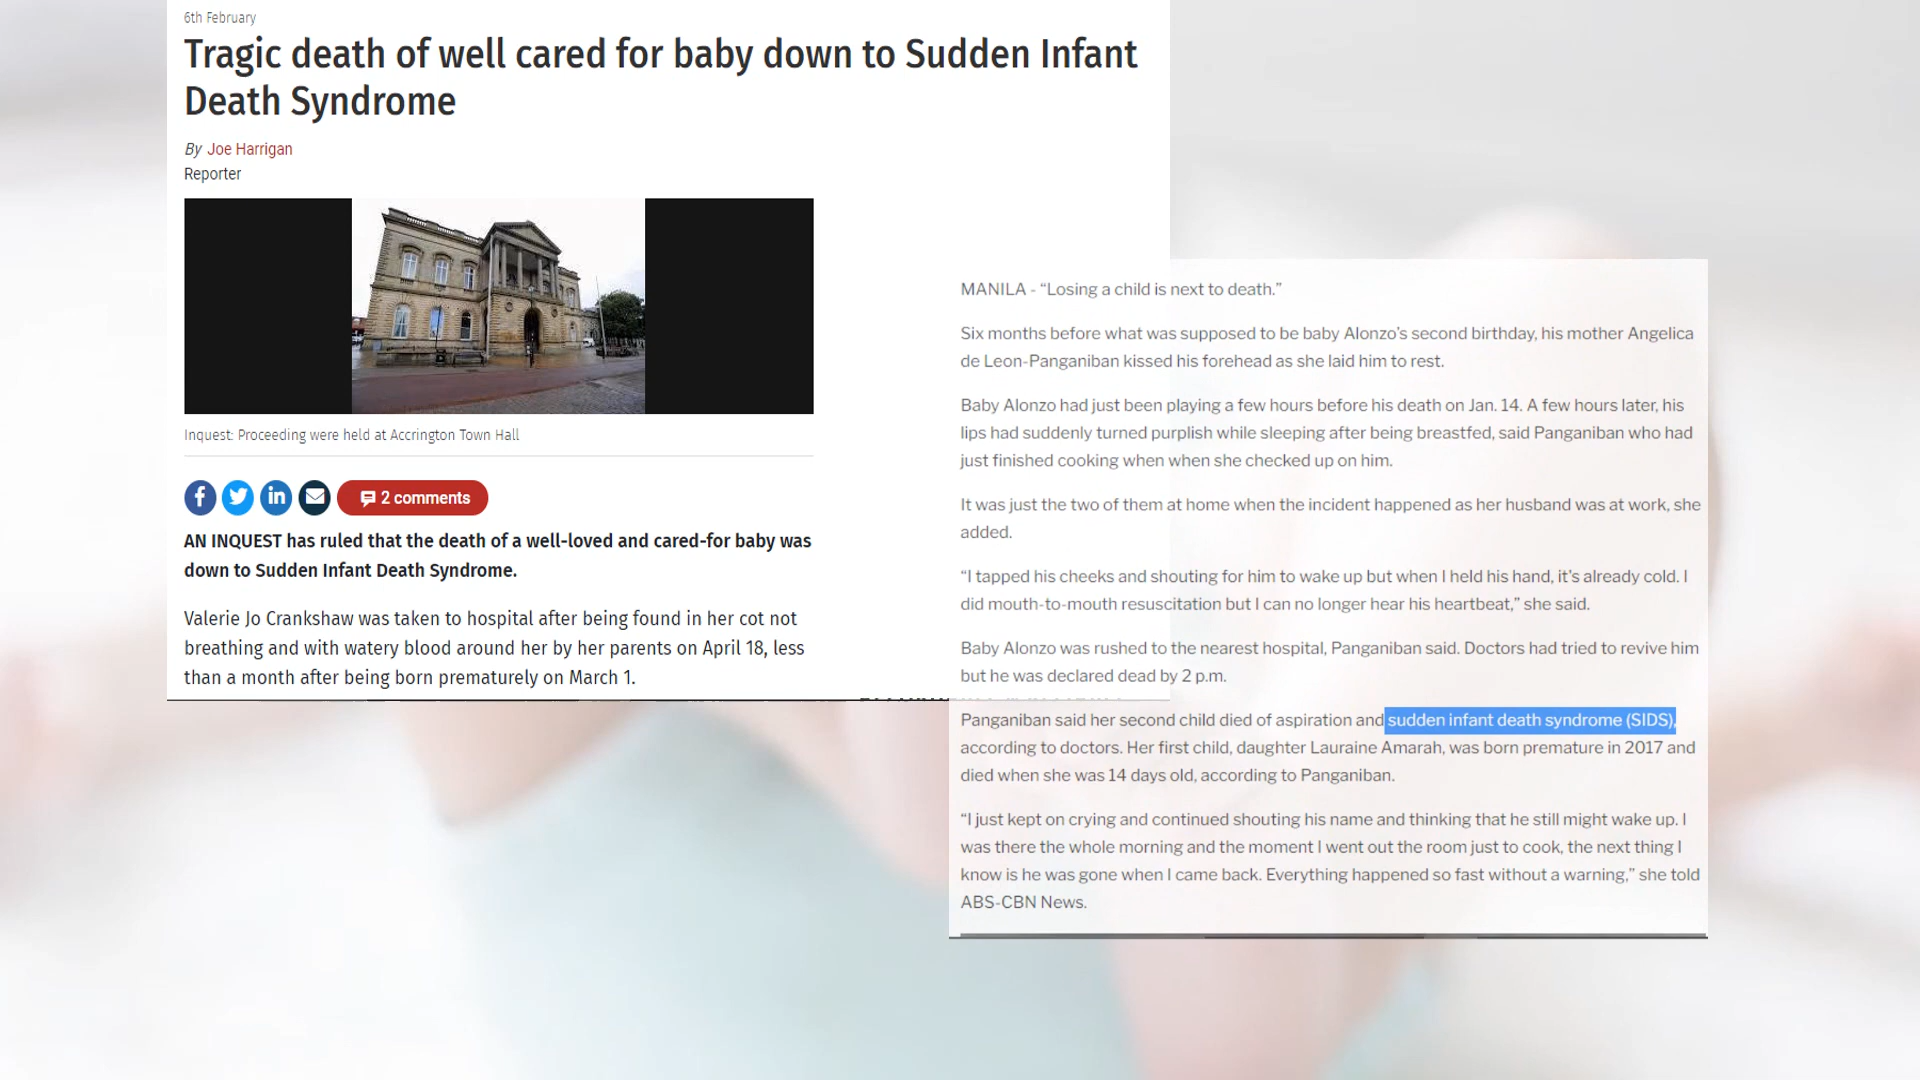 6th February
Tragic death of well cared for baby down to Sudden Infant
Death Syndrome
By Joe Harrigan
Reporter
Inquest: Proceeding were held at Accrington Town Hall
2 comments
AN INQUEST has ruled that the death of a well-loved and cared-for baby was
down to Sudden Infant Death Syndrome.
Valerie Jo Crankshaw was taken to hospital after being found in her cot not
breathing and with watery blood around her by her parents on April 18, less
than a month after being born prematurely on March 1.
MANILA - “Losing a child is next to death.”
Six months before what was supposed to be baby Alonzo’s second birthday, his mother Angelica
de Leon-Panganiban kissed his forehead as she laid him to rest.
Baby Alonzo had just been playing a few hours before his death on Jan. 14. A few hours later, his
lips had suddenly turned purplish while sleeping after being breastfed, said Panganiban who had
just finished cooking when when she checked up on him.
It was just the two of them at home when the incident happened as her husband was at work, she
added.
“I tapped his cheeks and shouting for him to wake up but when I held his hand, it's already cold. I
did mouth-to-mouth resuscitation but I can no longer hear his heartbeat,” she said.
Baby Alonzo was rushed to the nearest hospital, Panganiban said. Doctors had tried to revive him
but he was declared dead by 2 p.m.
Panganiban said her second child died of aspiration and sudden infant death syndrome (SIDS),
according to doctors. Her first child, daughter Lauraine Amarah, was born premature in 2017 and
died when she was 14 days old, according to Panganiban.
“I just kept on crying and continued shouting his name and thinking that he still might wake up. I
was there the whole morning and the moment I went out the room just to cook, the next thing I
know is he was gone when I came back. Everything happened so fast without a warning,” she told
ABS-CBN News.